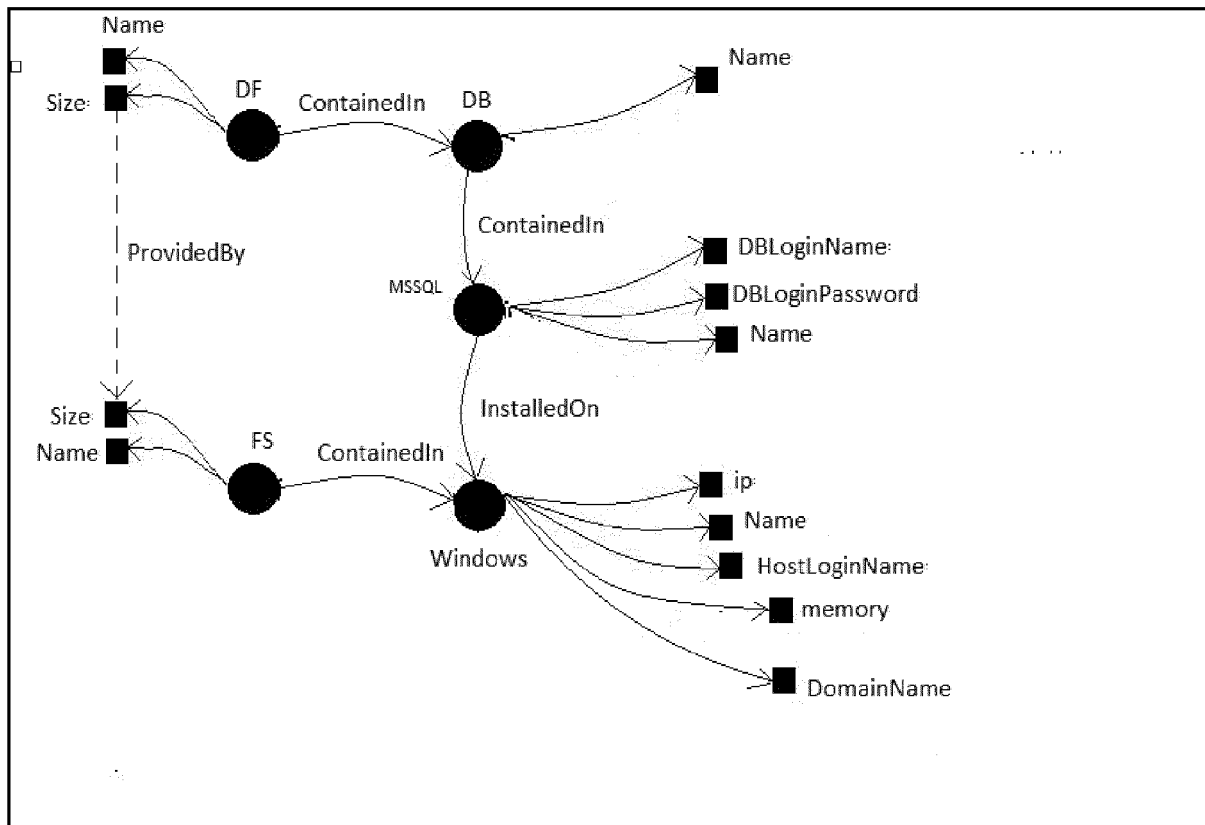 Name
Name
DF
DB
Size
ContainedIn
ContainedIn
DBLoginName
ProvidedBy
MSSQL
DBLoginPassword
Name
Size
InstalledOn
FS
ContainedIn
Name
ip
Name
Windows
HostLoginName
memory
DomainName